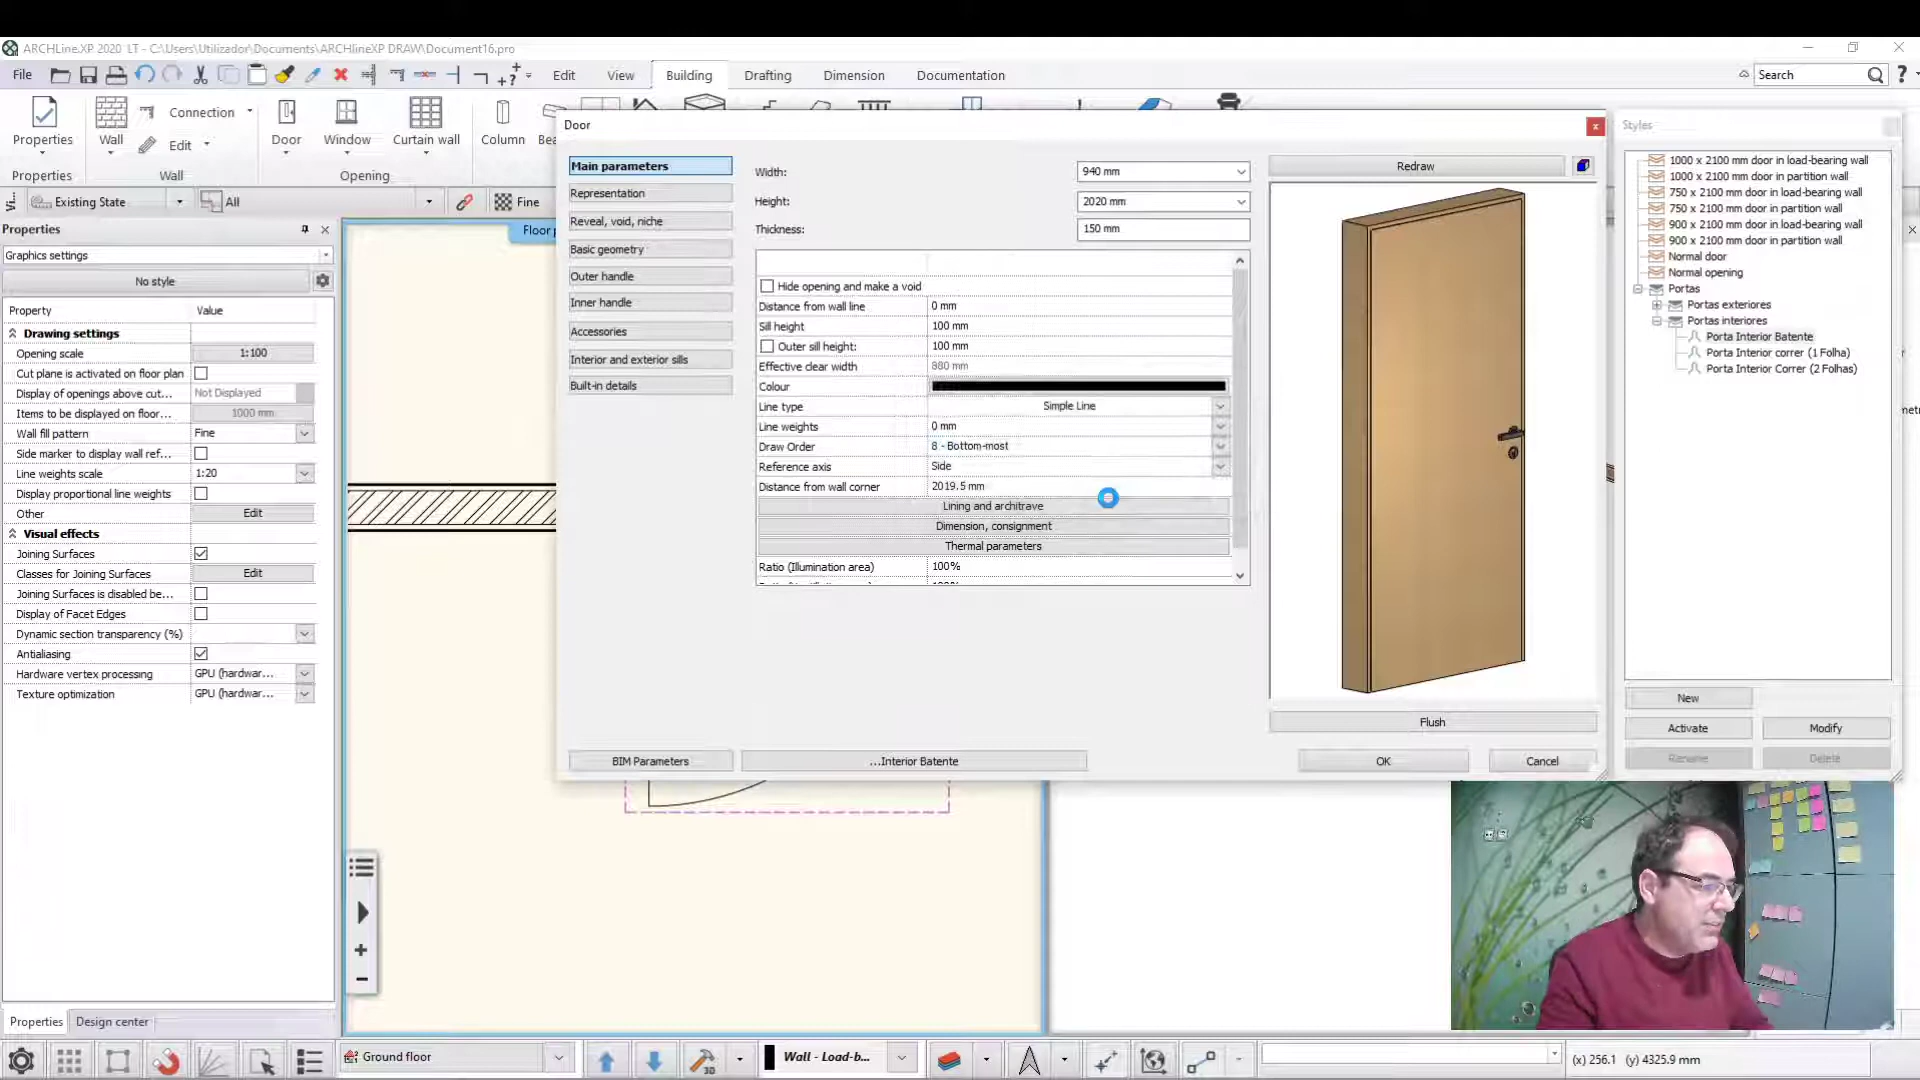 ARCHLine.XP 2020 LT - C:\Users\Utilizador\Documents\ARCHlineXP DRAW\Document16.pro
File
Edit
View
Building
Drafting
Dimension
Documentation
Search
Properties
Wall
Connection
Edit
Door
Window
Curtain wall
Column
Properties
Wall
Opening
Existing State
All
Fine
Properties
Graphics settings
No style
Property Value
Drawing settings
Opening scale 1:100
Cut plane is activated on floor plan
Display of openings above cut... Not Displayed
Items to be displayed on floor... 1000 mm
Wall fill pattern Fine
Side marker to display wall ref...
Line weights scale 1:20
Display proportional line weights
Other Edit
Visual effects
Joining Surfaces
Classes for Joining Surfaces Edit
Joining Surfaces is disabled be...
Display of Facet Edges
Dynamic section transparency (%)
Antialiasing
Hardware vertex processing GPU (hardwar...
Texture optimization GPU (hardwar...
Properties
Design center
Door
Main parameters
Representation
Reveal, void, niche
Basic geometry
Outer handle
Inner handle
Accessories
Interior and exterior sills
Built-in details
Width: 940 mm
Height: 2020 mm
Thickness: 150 mm
Hide opening and make a void
Distance from wall line 0 mm
Sill height 100 mm
Outer sill height: 100 mm
Effective clear width 880 mm
Colour
Line type Simple Line
Line weights 0 mm
Draw Order 8 - Bottom-most
Reference axis Side
Distance from wall corner 2019.5 mm
Lining and architrave
Dimension, consignment
Thermal parameters
Ratio (Illumination area) 100%
Redraw
Flush
BIM Parameters
...Interior Batente
OK
Cancel
Styles
1000 x 2100 mm door in load-bearing wall
1000 x 2100 mm door in partition wall
750 x 2100 mm door in load-bearing wall
750 x 2100 mm door in partition wall
900 x 2100 mm door in load-bearing wall
900 x 2100 mm door in partition wall
Normal door
Normal opening
Portas
Portas exteriores
Portas interiores
Porta Interior Batente
Porta Interior correr (1 Folha)
Porta Interior Correr (2 Folhas)
New
Activate
Modify
Rename
Delete
Ground floor
Wall - Load-b...
(x) 256.1 (y) 4325.9 mm